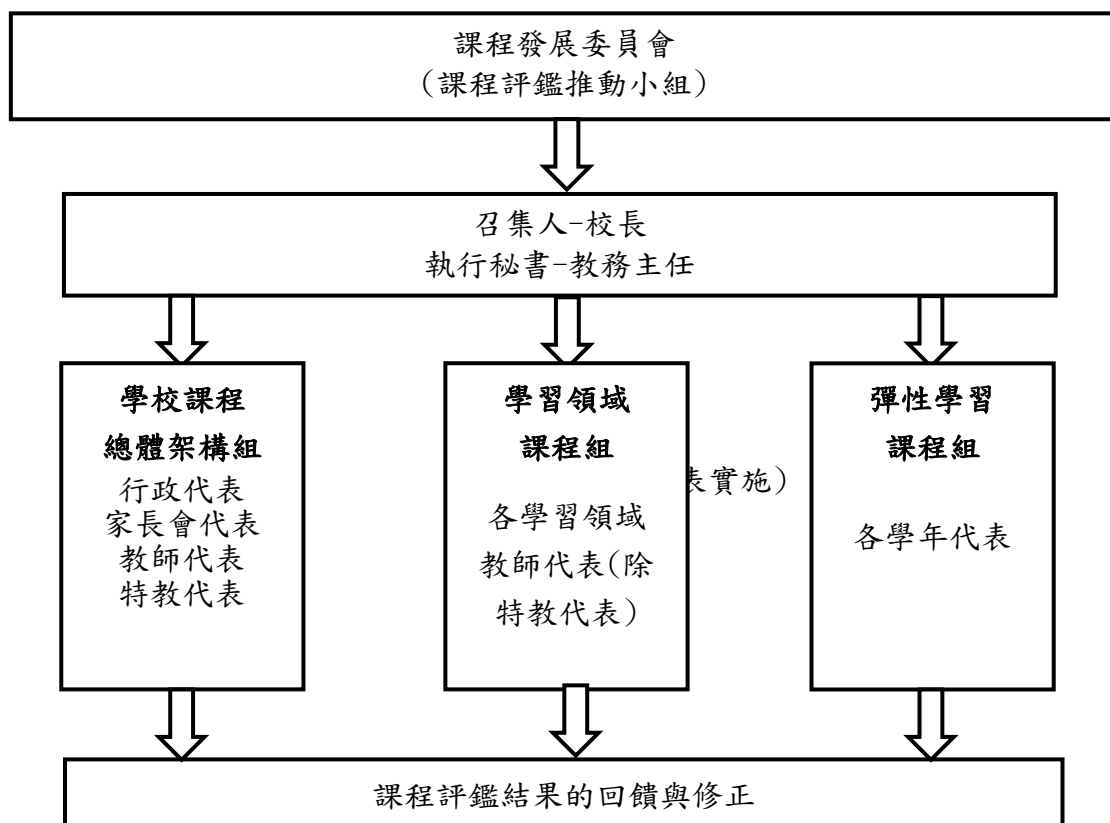 課程發展委員會
(課程評鑑推動小組)
召集人-校長
執行秘書-教務主任
學校課程
總體架構組
行政代表
家長會代表
教師代表
特教代表
學習領域
課程組
各學習領域
教師代表(除
特教代表)
表實施)
彈性學習
課程組
各學年代表
課程評鑑結果的回饋與修正